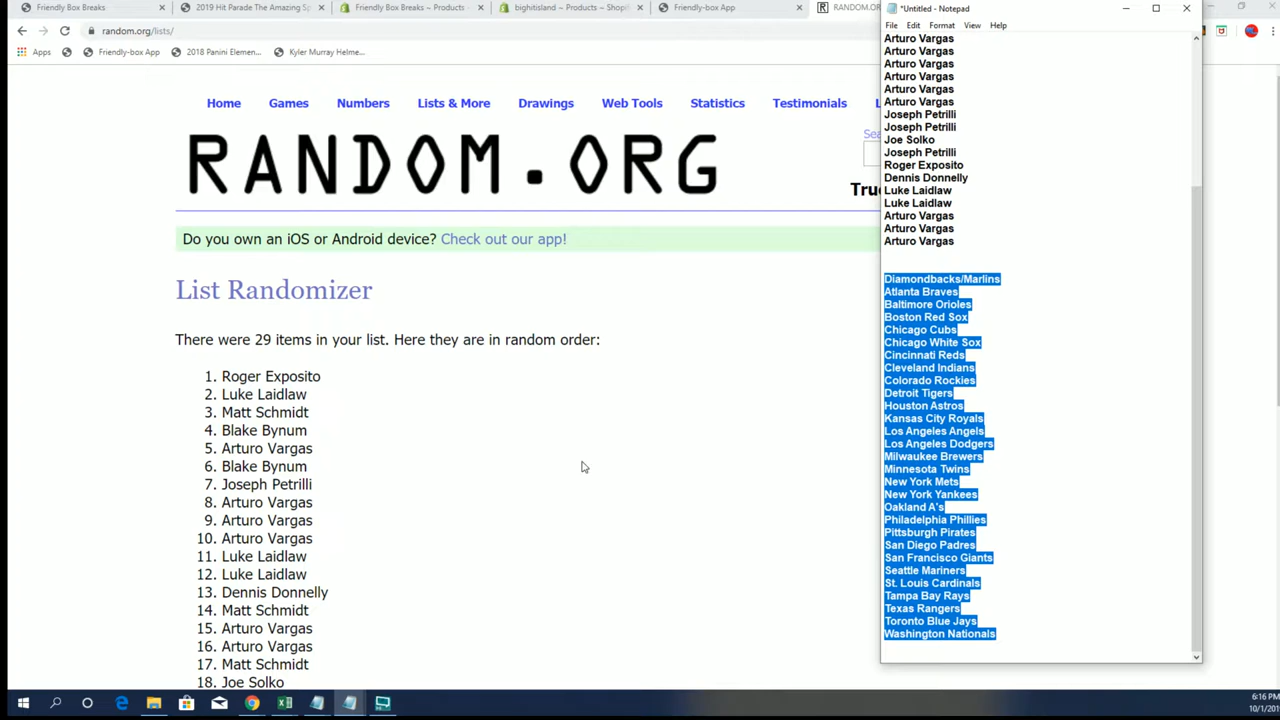 Friendly Box Breaks
2019 Hit Parade The Amazing Sp
Friendly Box Breaks ~ Products
bighitisland ~ Products ~ Shopi
Friendly-box App
RANDOM.OR
random.org/lists/
Apps
Friendly-box App
2018 Panini Elemen...
Kyler Murray Helme...
Home
Games
Numbers
Lists & More
Drawings
Web Tools
Statistics
Testimonials
L
RANDOM.ORG
Sea
Tru
Do you own an iOS or Android device? Check out our app!
List Randomizer
There were 29 items in your list. Here they are in random order:
1. Roger Exposito
2. Luke Laidlaw
3. Matt Schmidt
4. Blake Bynum
5. Arturo Vargas
6. Blake Bynum
7. Joseph Petrilli
8. Arturo Vargas
9. Arturo Vargas
10. Arturo Vargas
11. Luke Laidlaw
12. Luke Laidlaw
13. Dennis Donnelly
14. Matt Schmidt
15. Arturo Vargas
16. Arturo Vargas
17. Matt Schmidt
18. Joe Solko
*Untitled - Notepad
File Edit Format View Help
Arturo Vargas
Arturo Vargas
Arturo Vargas
Arturo Vargas
Arturo Vargas
Arturo Vargas
Joseph Petrilli
Joseph Petrilli
Joe Solko
Joseph Petrilli
Roger Exposito
Dennis Donnelly
Luke Laidlaw
Luke Laidlaw
Arturo Vargas
Arturo Vargas
Arturo Vargas
Diamondbacks/Marlins
Atlanta Braves
Baltimore Orioles
Boston Red Sox
Chicago Cubs
Chicago White Sox
Cincinnati Reds
Cleveland Indians
Colorado Rockies
Detroit Tigers
Houston Astros
Kansas City Royals
Los Angeles Angels
Los Angeles Dodgers
Milwaukee Brewers
Minnesota Twins
New York Mets
New York Yankees
Oakland A's
Philadelphia Phillies
Pittsburgh Pirates
San Diego Padres
San Francisco Giants
Seattle Mariners
St. Louis Cardinals
Tampa Bay Rays
Texas Rangers
Toronto Blue Jays
Washington Nationals
6:16 PM
10/1/201